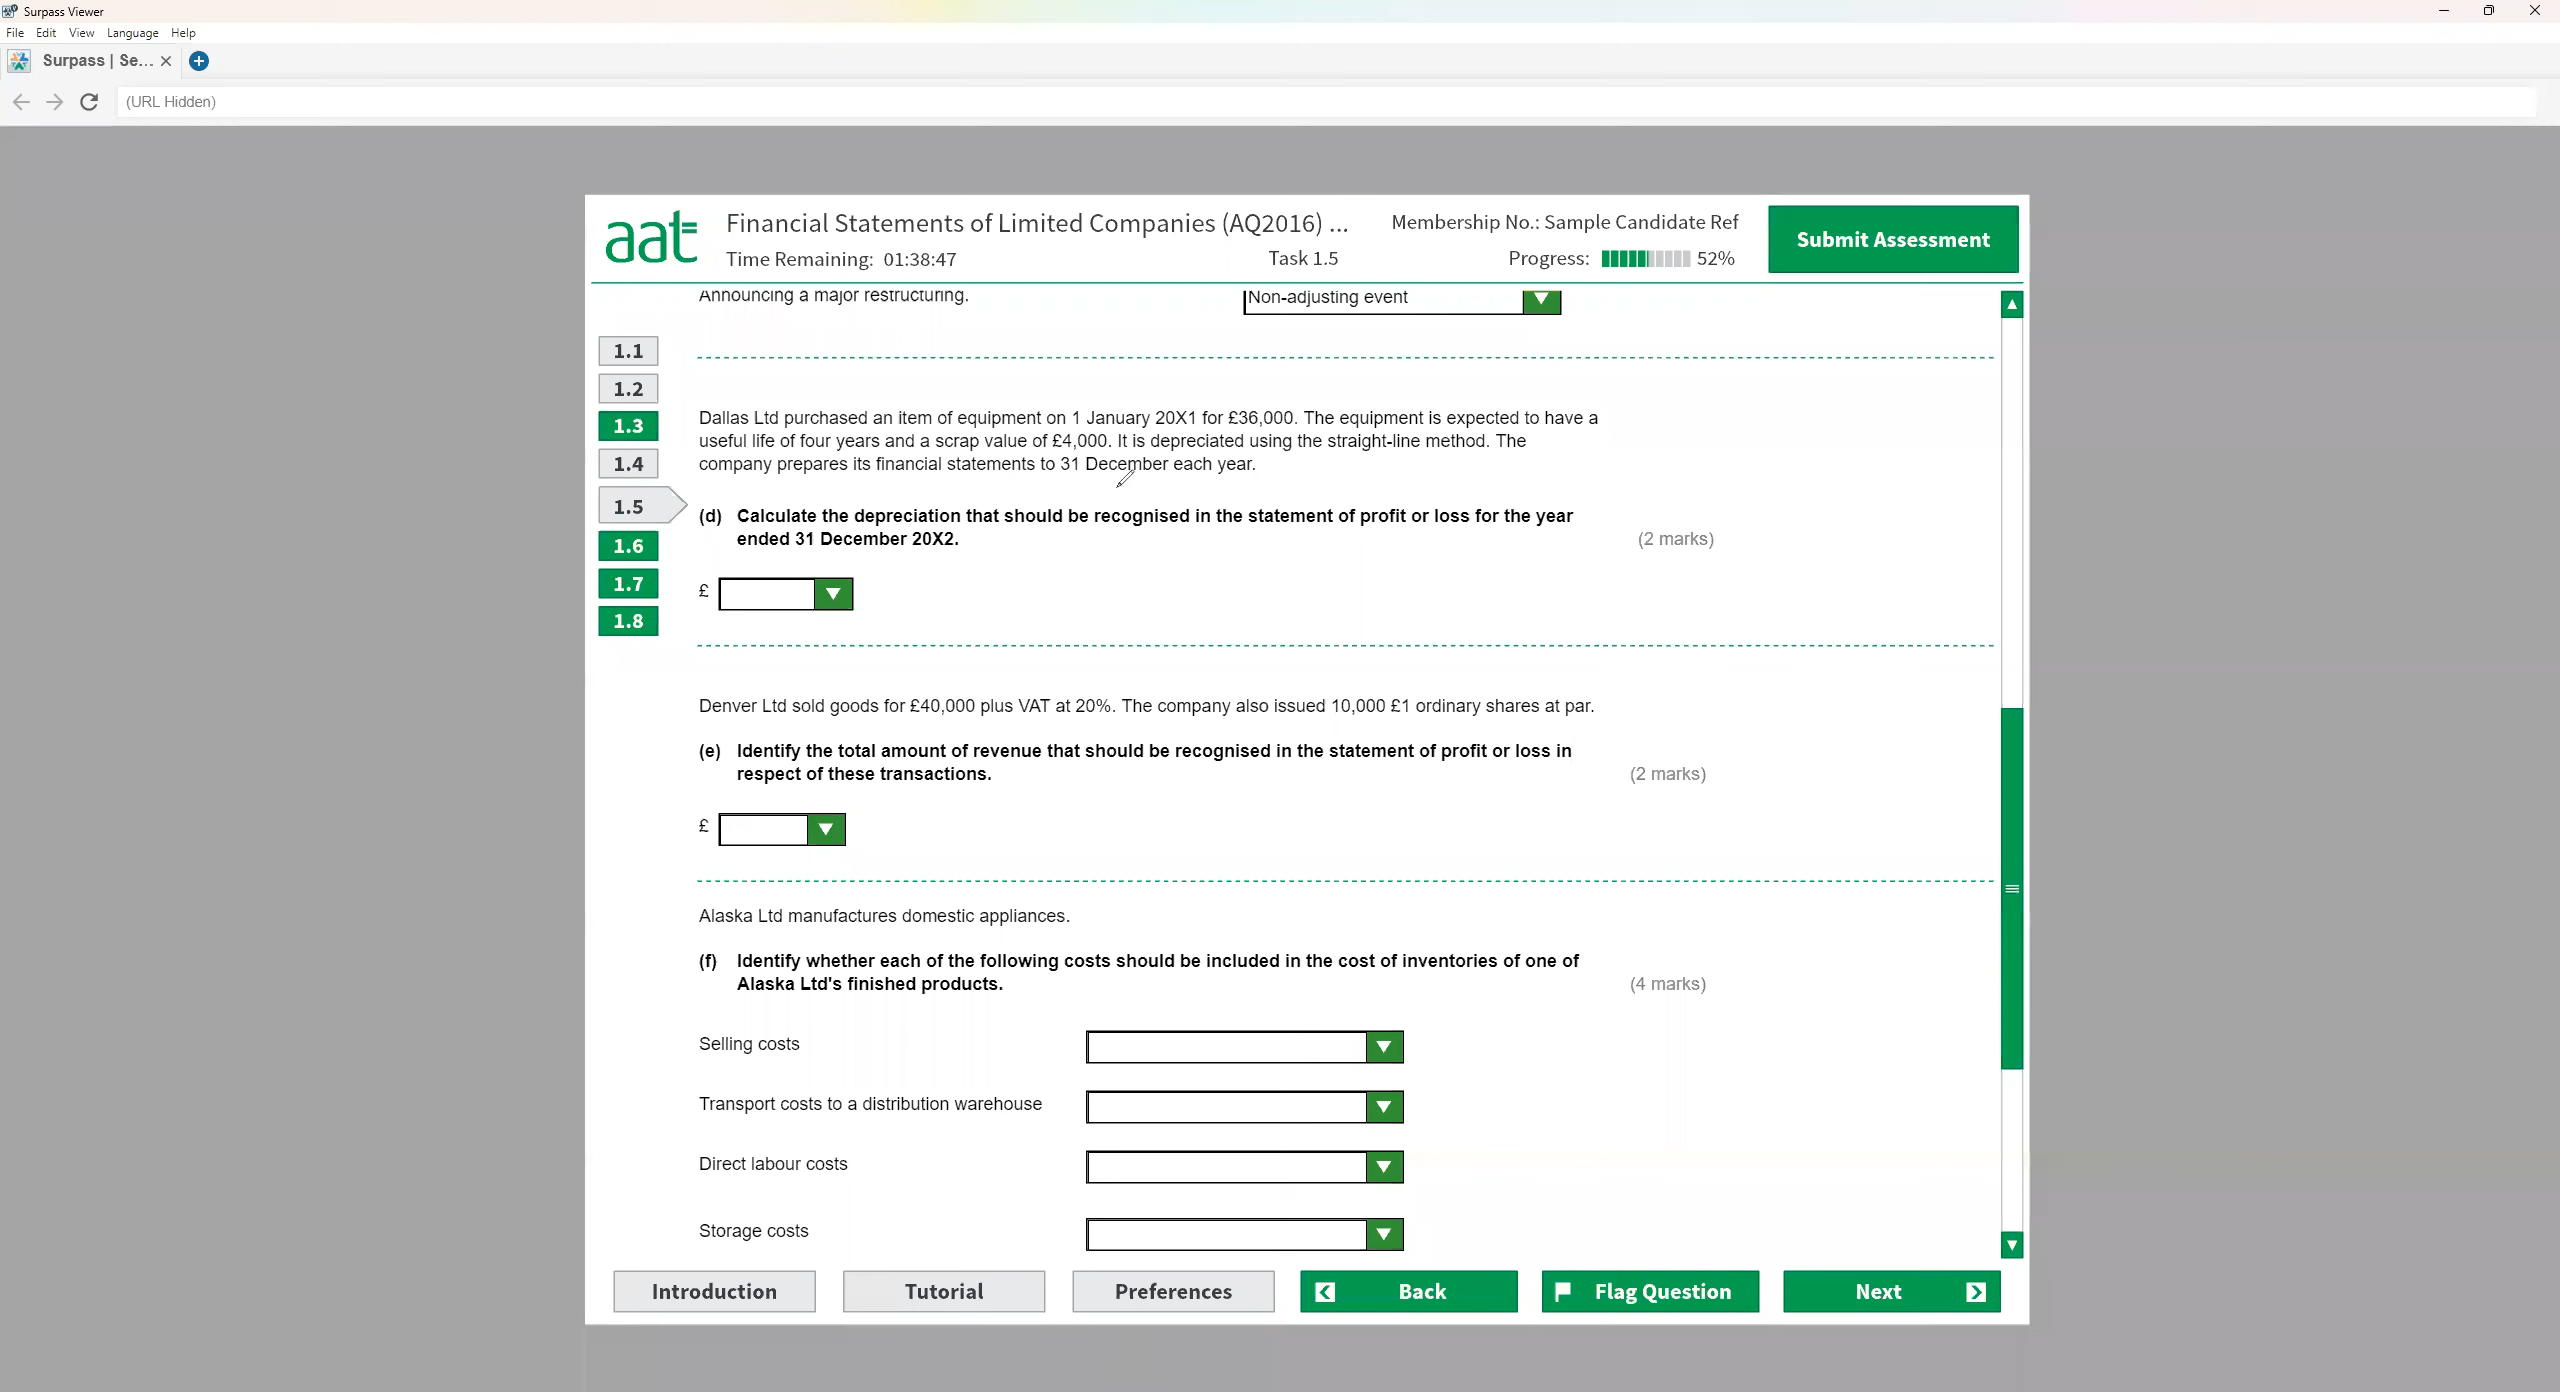 Surpass Viewer
File Edit View Language Help
Surpass | Se...
(URL Hidden)
aat
Financial Statements of Limited Companies (AQ2016) ...
Membership No.: Sample Candidate Ref
Submit Assessment
Time Remaining: 01:38:47
Task 1.5
Progress: 52%
Announcing a major restructuring.
Non-adjusting event
1.1
1.2
1.3
1.4
1.5
1.6
1.7
1.8
Dallas Ltd purchased an item of equipment on 1 January 20X1 for £36,000. The equipment is expected to have a
useful life of four years and a scrap value of £4,000. It is depreciated using the straight-line method. The
company prepares its financial statements to 31 December each year.
(d) Calculate the depreciation that should be recognised in the statement of profit or loss for the year
ended 31 December 20X2.
(2 marks)
£
Denver Ltd sold goods for £40,000 plus VAT at 20%. The company also issued 10,000 £1 ordinary shares at par.
(e) Identify the total amount of revenue that should be recognised in the statement of profit or loss in
respect of these transactions.
(2 marks)
£
Alaska Ltd manufactures domestic appliances.
(f) Identify whether each of the following costs should be included in the cost of inventories of one of
Alaska Ltd's finished products.
(4 marks)
Selling costs
Transport costs to a distribution warehouse
Direct labour costs
Storage costs
Introduction
Tutorial
Preferences
Back
Flag Question
Next